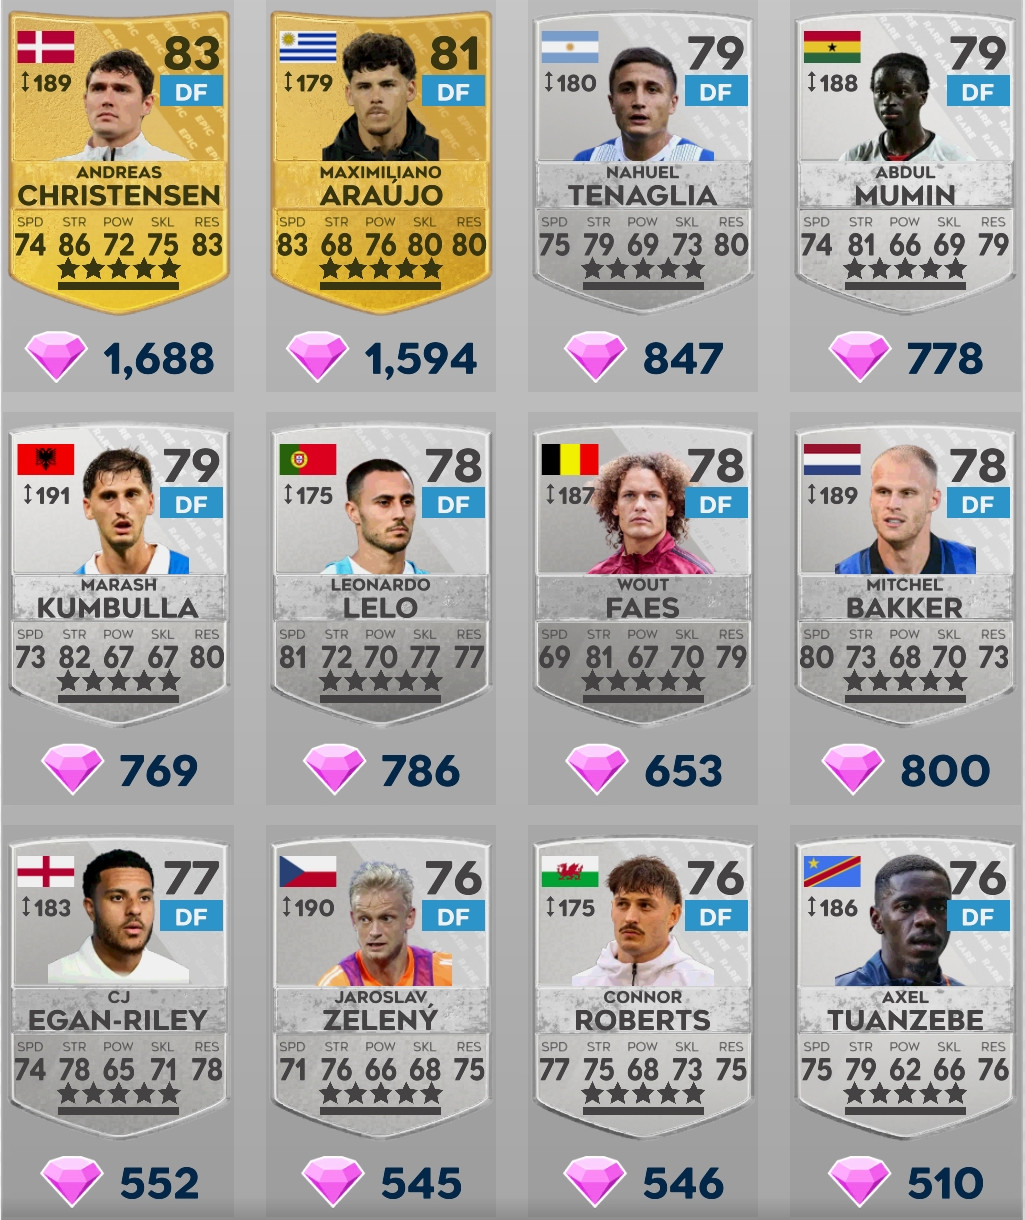 83
189
DF
ANDREAS
CHRISTENSEN
SPD STR POW SKL RES
74 86 72 75 83
1,688
81
179
DF
MAXIMILIANO
ARAÚJO
SPD STR POW SKL RES
83 68 76 80 80
1,594
79
180
DF
NAHUEL
TENAGLIA
SPD STR POW SKL RES
75 79 69 73 80
847
79
188
DF
ABDUL
MUMIN
SPD STR POW SKL RES
74 81 66 69 79
778
79
191
DF
MARASH
KUMBULLA
SPD STR POW SKL RES
73 82 67 67 80
769
78
175
DF
LEONARDO
LELO
SPD STR POW SKL RES
81 72 70 77 77
786
78
187
DF
WOUT
FAES
SPD STR POW SKL RES
69 81 67 70 79
653
78
189
DF
MITCHEL
BAKKER
SPD STR POW SKL RES
80 73 68 70 73
800
77
183
DF
CJ
EGAN-RILEY
SPD STR POW SKL RES
74 78 65 71 78
552
76
190
DF
JAROSLAV
ZELENÝ
SPD STR POW SKL RES
71 76 66 68 75
545
76
175
DF
CONNOR
ROBERTS
SPD STR POW SKL RES
77 75 68 73 75
546
76
186
DF
AXEL
TUANZEBE
SPD STR POW SKL RES
75 79 62 66 76
510